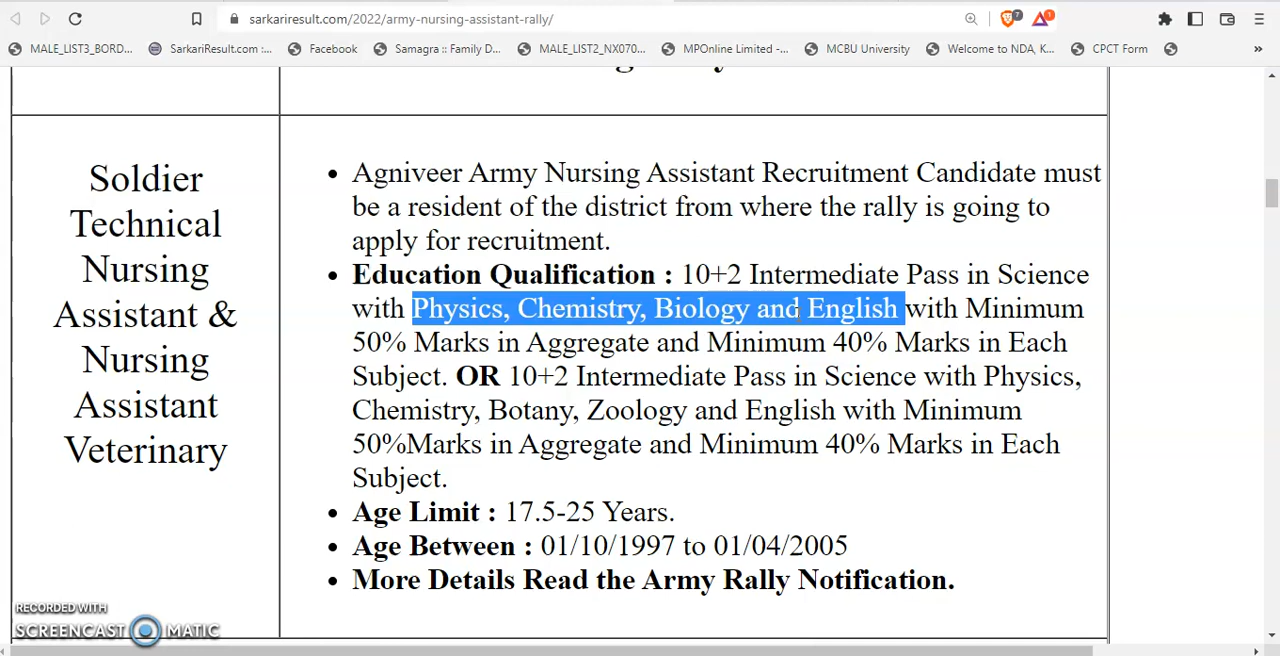 sarkariresult.com/2022/army-nursing-assistant-rally/
7
1
MALE_LIST3_BORD...
SarkariResult.com :...
Facebook
Samagra :: Family D...
MALE_LIST2_NX070...
MPOnline Limited -...
MCBU University
Welcome to NDA, K...
CPCT Form
»
Soldier
Technical
Nursing
Assistant &
Nursing
Assistant
Veterinary
• Agniveer Army Nursing Assistant Recruitment Candidate must
be a resident of the district from where the rally is going to
apply for recruitment.
• Education Qualification : 10+2 Intermediate Pass in Science
with Physics, Chemistry, Biology and English with Minimum
50% Marks in Aggregate and Minimum 40% Marks in Each
Subject. OR 10+2 Intermediate Pass in Science with Physics,
Chemistry, Botany, Zoology and English with Minimum
50%Marks in Aggregate and Minimum 40% Marks in Each
Subject.
• Age Limit : 17.5-25 Years.
• Age Between : 01/10/1997 to 01/04/2005
• More Details Read the Army Rally Notification.
RECORDED WITH
SCREENCAST MATIC